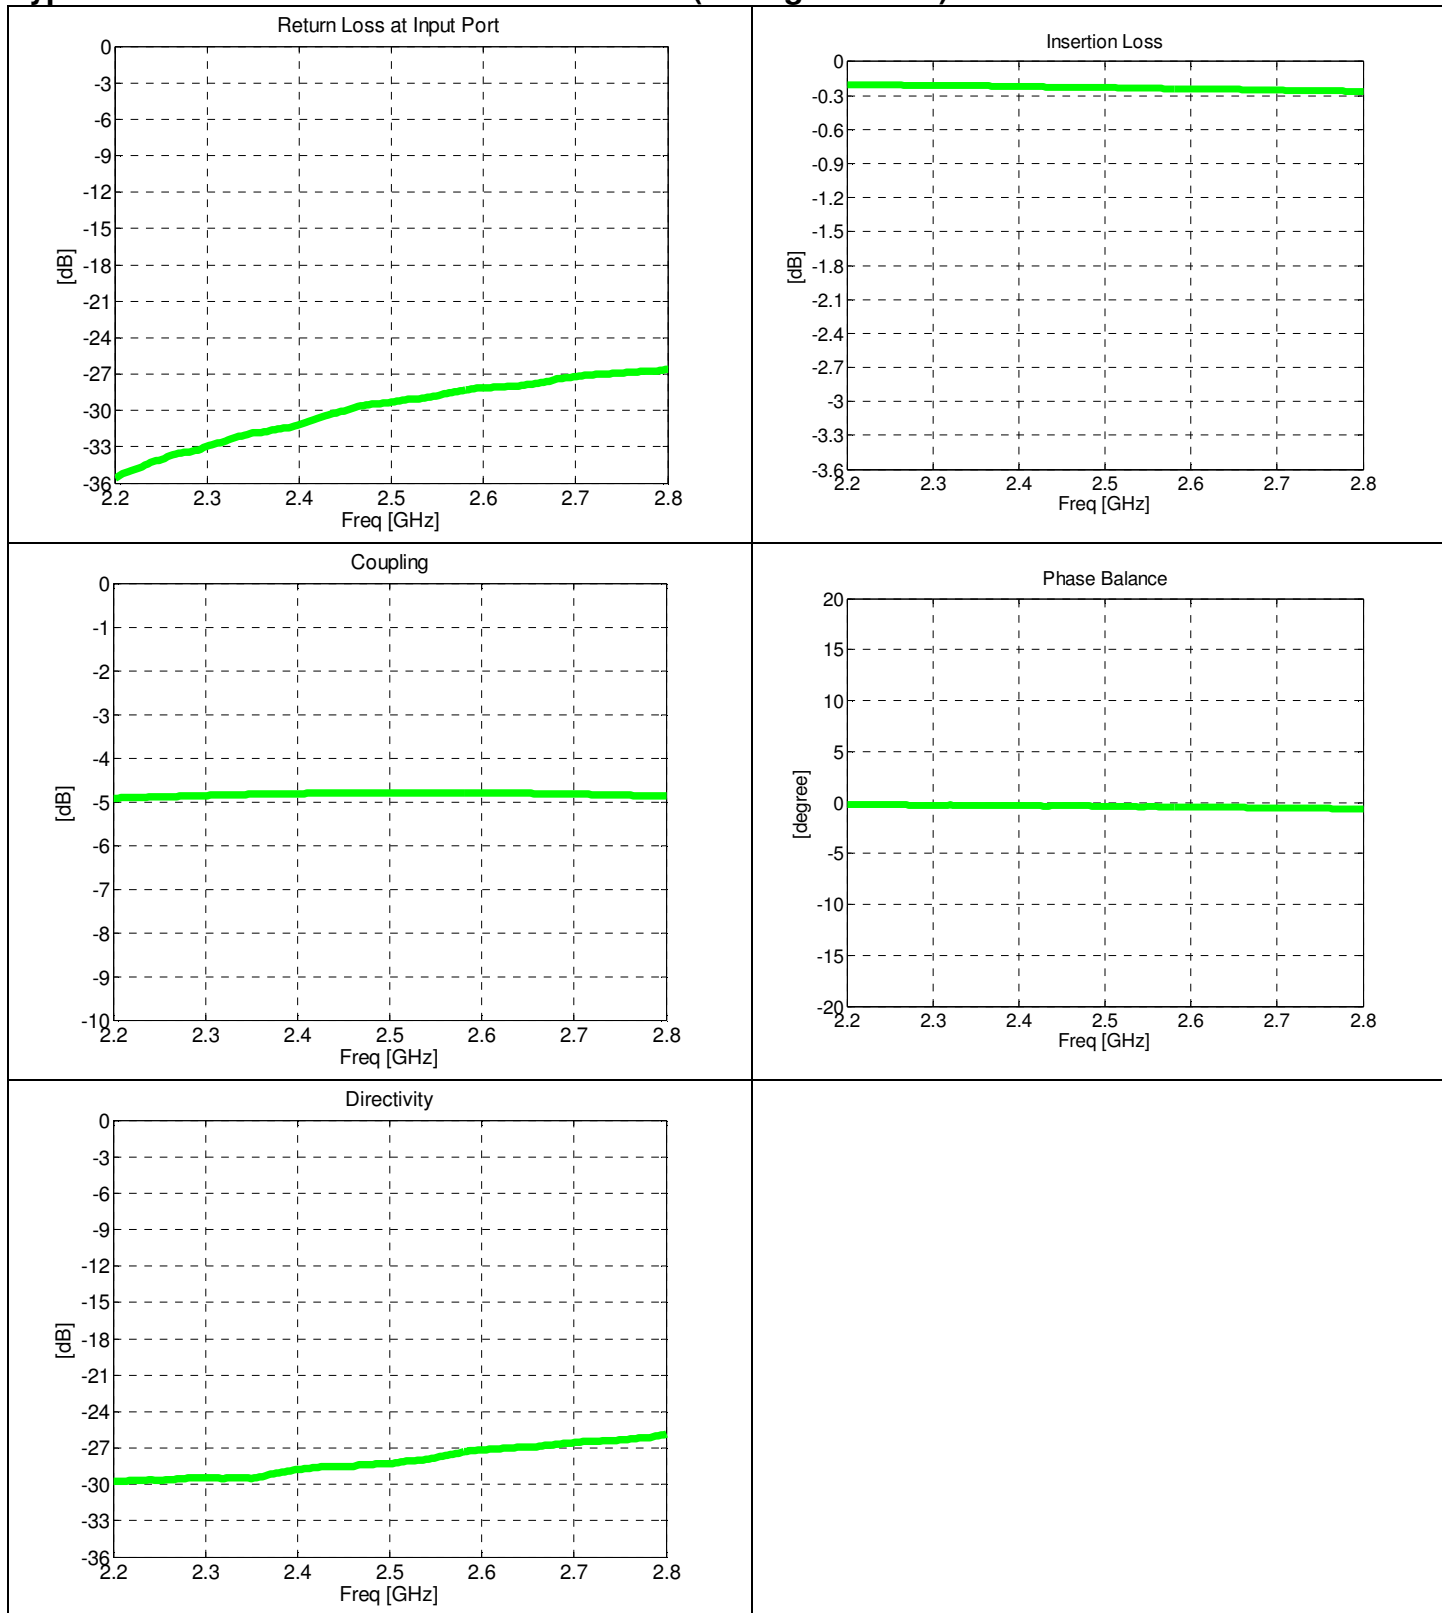 Return Loss at Input Port
0
-3
-6
-9
-12
-15
-18
-21
-24
-27
-30
-33
-36
[dB]
2.2 2.3 2.4 2.5 2.6 2.7 2.8
Freq [GHz]
Insertion Loss
0
-0.3
-0.6
-0.9
-1.2
-1.5
-1.8
-2.1
-2.4
-2.7
-3
-3.3
-3.6
[dB]
2.2 2.3 2.4 2.5 2.6 2.7 2.8
Freq [GHz]
Coupling
0
-1
-2
-3
-4
-5
-6
-7
-8
-9
-10
[dB]
2.2 2.3 2.4 2.5 2.6 2.7 2.8
Freq [GHz]
Phase Balance
20
15
10
5
0
-5
-10
-15
-20
[degree]
2.2 2.3 2.4 2.5 2.6 2.7 2.8
Freq [GHz]
Directivity
0
-3
-6
-9
-12
-15
-18
-21
-24
-27
-30
-33
-36
[dB]
2.2 2.3 2.4 2.5 2.6 2.7 2.8
Freq [GHz]